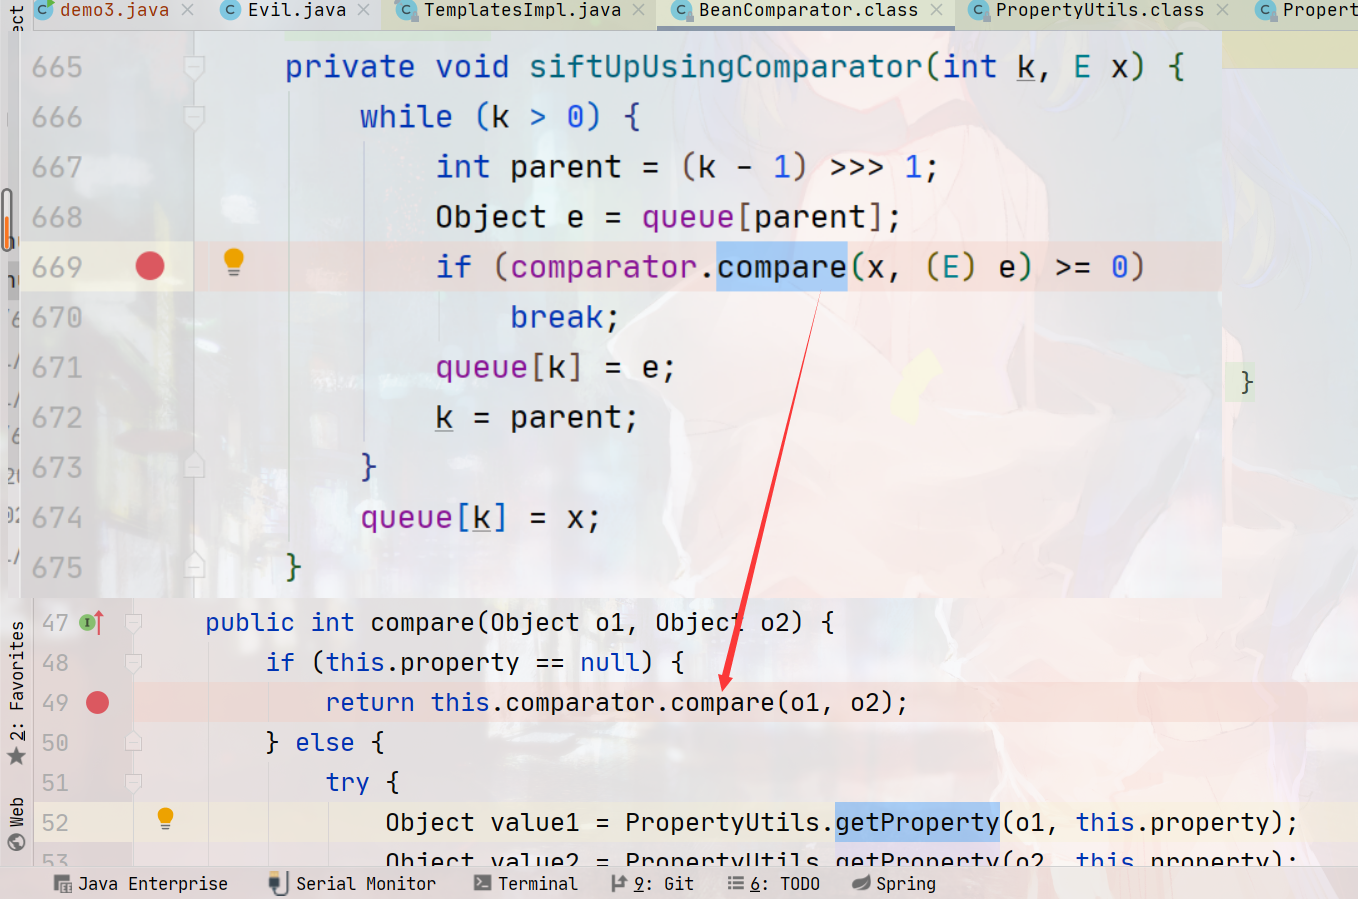 demo3.java
Evil.java
TemplatesImpl.java
BeanComparator.class
PropertyUtils.class
Propert
665 private void siftUpUsingComparator(int k, E x) {
666 while (k > 0) {
667 int parent = (k - 1) >>> 1;
668 Object e = queue[parent];
669 if (comparator.compare(x, (E) e) >= 0)
670 break;
671 queue[k] = e;
672 k = parent;
673 }
674 queue[k] = x;
675 }
}
47 public int compare(Object o1, Object o2) {
48 if (this.property == null) {
49 return this.comparator.compare(o1, o2);
50 } else {
51 try {
52 Object value1 = PropertyUtils.getProperty(o1, this.property);
53 Object value2 = PropertyUtils.getProperty(o2, this.property);
2: Favorites
Web
Java Enterprise
Serial Monitor
Terminal
9: Git
6: TODO
Spring